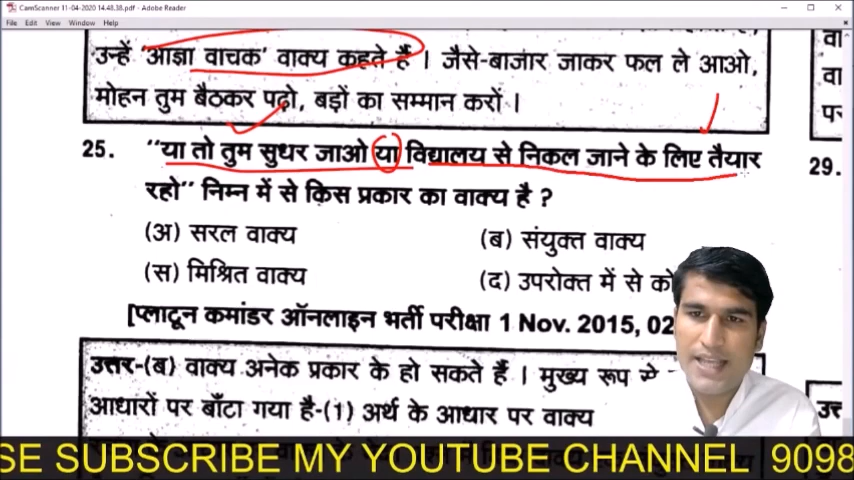 CamScanner 11-04-2020 14.48.38.pdf - Adobe Reader
File Edit View Window Help
उन्हें 'आज्ञा वाचक' वाक्य कहते हैं । जैसे-बाजार जाकर फल ले आओ,
मोहन तुम बैठकर पढ़ो, बड़ों का सम्मान करों ।
25. "या तो तुम सुधर जाओ या विद्यालय से निकल जाने के लिए तैयार
रहो" निम्न में से किस प्रकार का वाक्य है ?
(अ) सरल वाक्य (ब) संयुक्त वाक्य
(स) मिश्रित वाक्य (द) उपरोक्त में से
[प्लाटून कमांडर ऑनलाइन भर्ती परीक्षा 1 Nov. 2015, 02
उत्तर-(ब) वाक्य अनेक प्रकार के हो सकते हैं । मुख्य रूप से
आधारों पर बाँटा गया है-(1) अर्थ के आधार पर वाक्य
29.
SE SUBSCRIBE MY YOUTUBE CHANNEL 9098